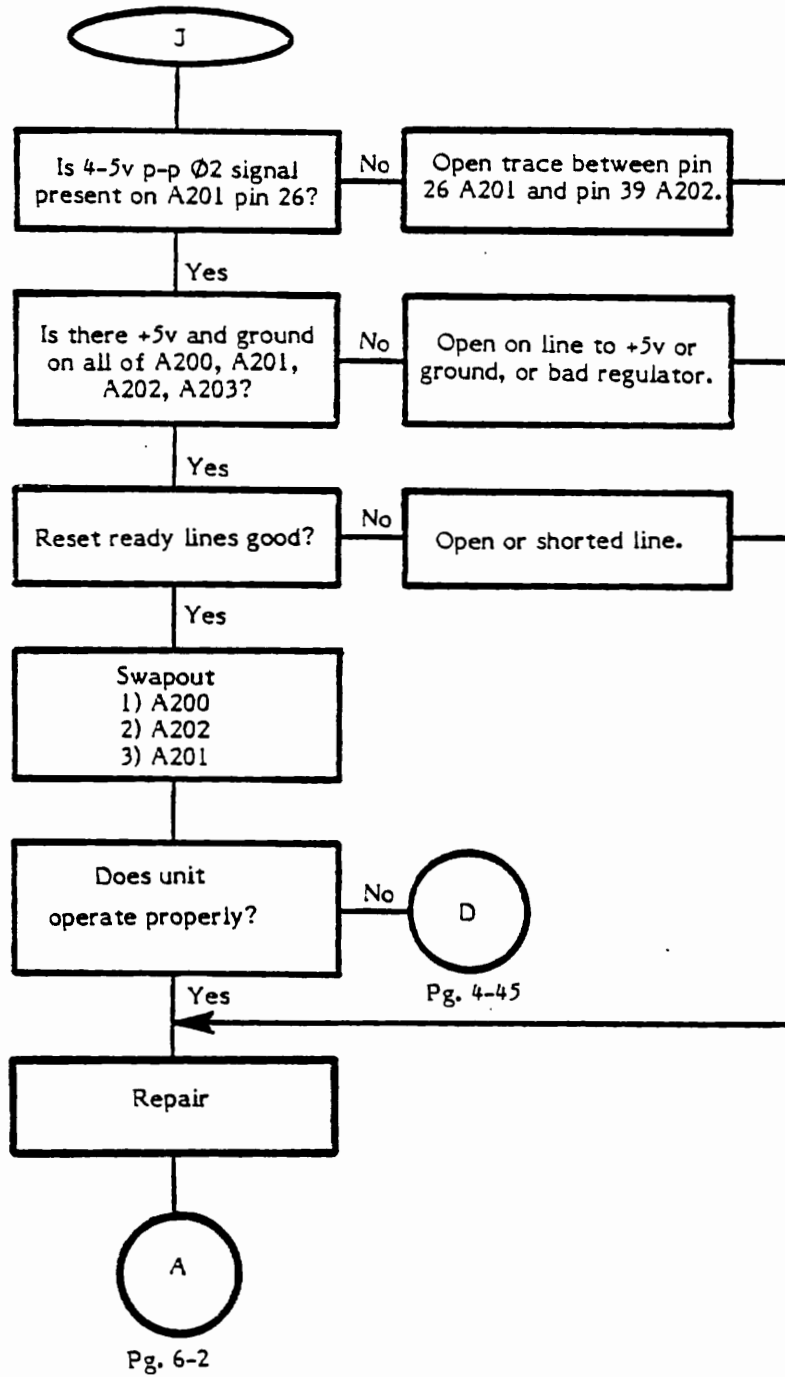 J
Is 4-5v p-p Ø2 signal
present on A201 pin 26?
No
Open trace between pin
26 A201 and pin 39 A202.
Yes
Is there +5v and ground
on all of A200, A201,
A202, A203?
No
Open on line to +5v or
ground, or bad regulator.
Yes
Reset ready lines good?
No
Open or shorted line.
Yes
Swapout
1) A200
2) A202
3) A201
Does unit
operate properly?
No
D
Pg. 4-45
Yes
Repair
A
Pg. 6-2